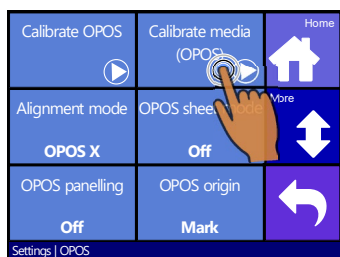 Calibrate OPOS
Calibrate media
(OPOS)
Home
Alignment mode
OPOS X
OPOS sheet mode
Off
More
OPOS panelling
Off
OPOS origin
Mark
Settings | OPOS